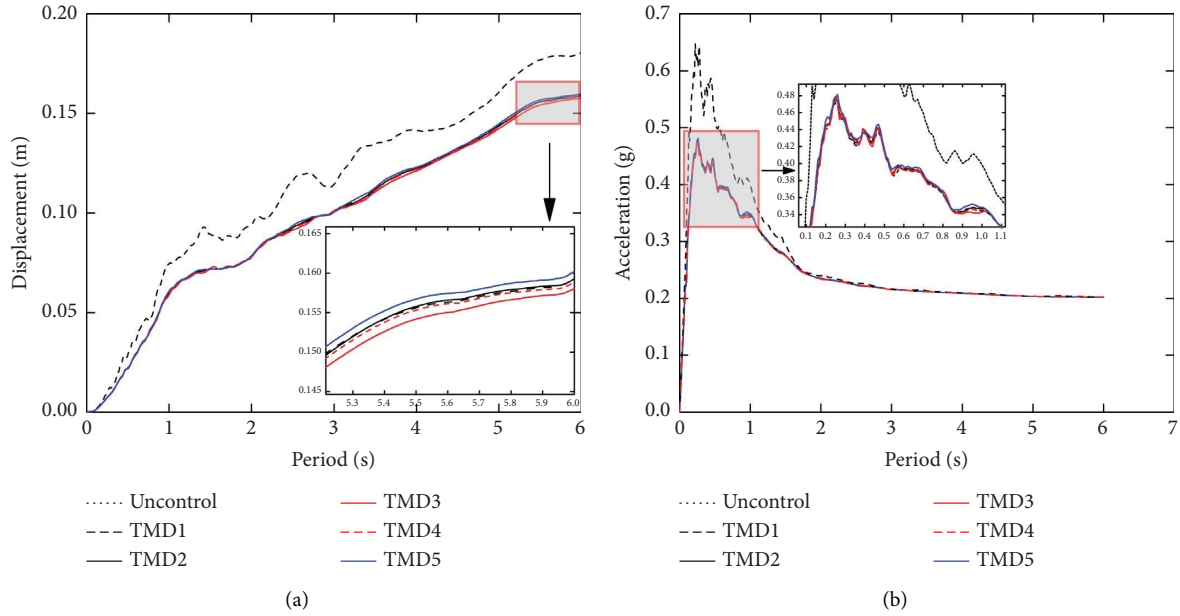 0.20
0.15
0.10
0.05
0.00
Displacement (m)
0.165
0.160
0.155
0.150
0.145
5.3 5.4 5.5 5.6 5.7 5.8 5.9 6.0
0 1 2 3 4 5 6
Period (s)
Uncontrol
TMD1
TMD2
TMD3
TMD4
TMD5
(a)
0.7
0.6
0.5
0.4
0.3
0.2
0.1
0.0
Acceleration (g)
0.48
0.46
0.44
0.42
0.40
0.38
0.36
0.34
0.1 0.2 0.3 0.4 0.5 0.6 0.7 0.8 0.9 1.0 1.1
0 1 2 3 4 5 6 7
Period (s)
Uncontrol
TMD1
TMD2
TMD3
TMD4
TMD5
(b)